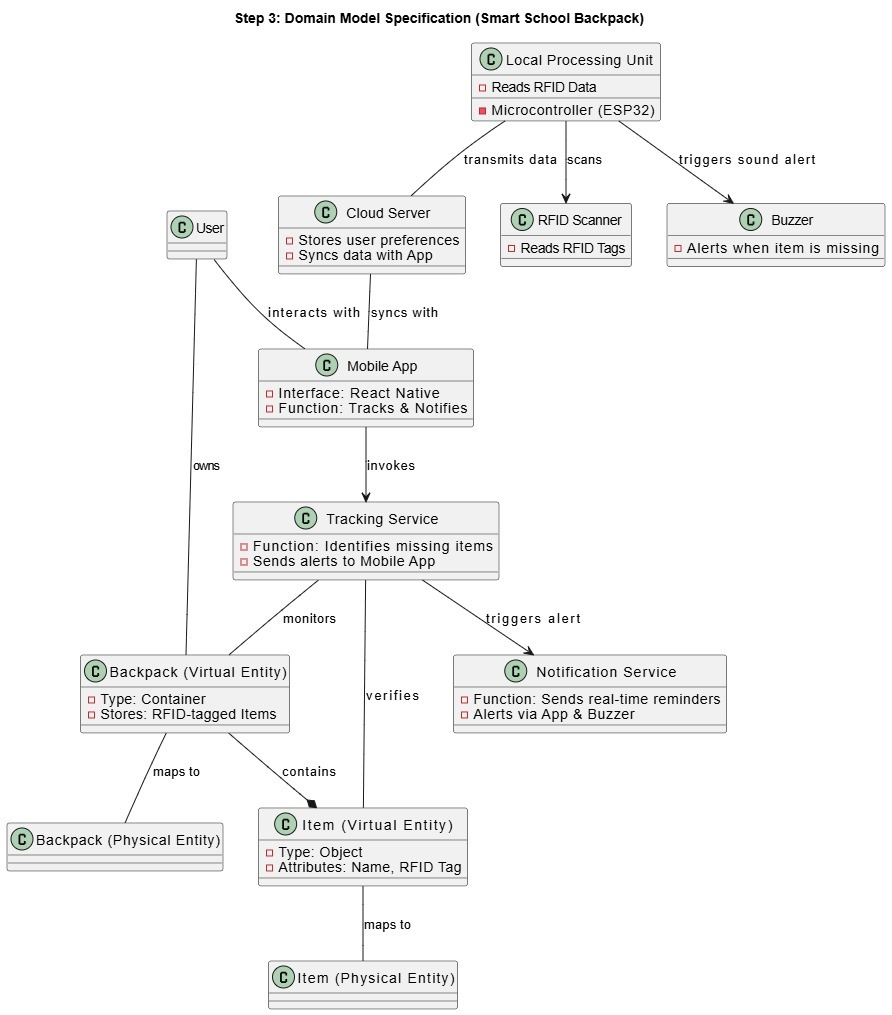 Step 3: Domain Model Specification (Smart School Backpack)
C Local Processing Unit
Reads RFID Data
Microcontroller (ESP32)
transmits data
scans
triggers sound alert
C User
C Cloud Server
Stores user preferences
Syncs data with App
C RFID Scanner
Reads RFID Tags
C Buzzer
Alerts when item is missing
interacts with
syncs with
C Mobile App
Interface: React Native
Function: Tracks & Notifies
owns
invokes
C Tracking Service
Function: Identifies missing items
Sends alerts to Mobile App
monitors
triggers alert
C Backpack (Virtual Entity)
Type: Container
Stores: RFID-tagged Items
verifies
C Notification Service
Function: Sends real-time reminders
Alerts via App & Buzzer
maps to
contains
C Backpack (Physical Entity)
C Item (Virtual Entity)
Type: Object
Attributes: Name, RFID Tag
maps to
C Item (Physical Entity)